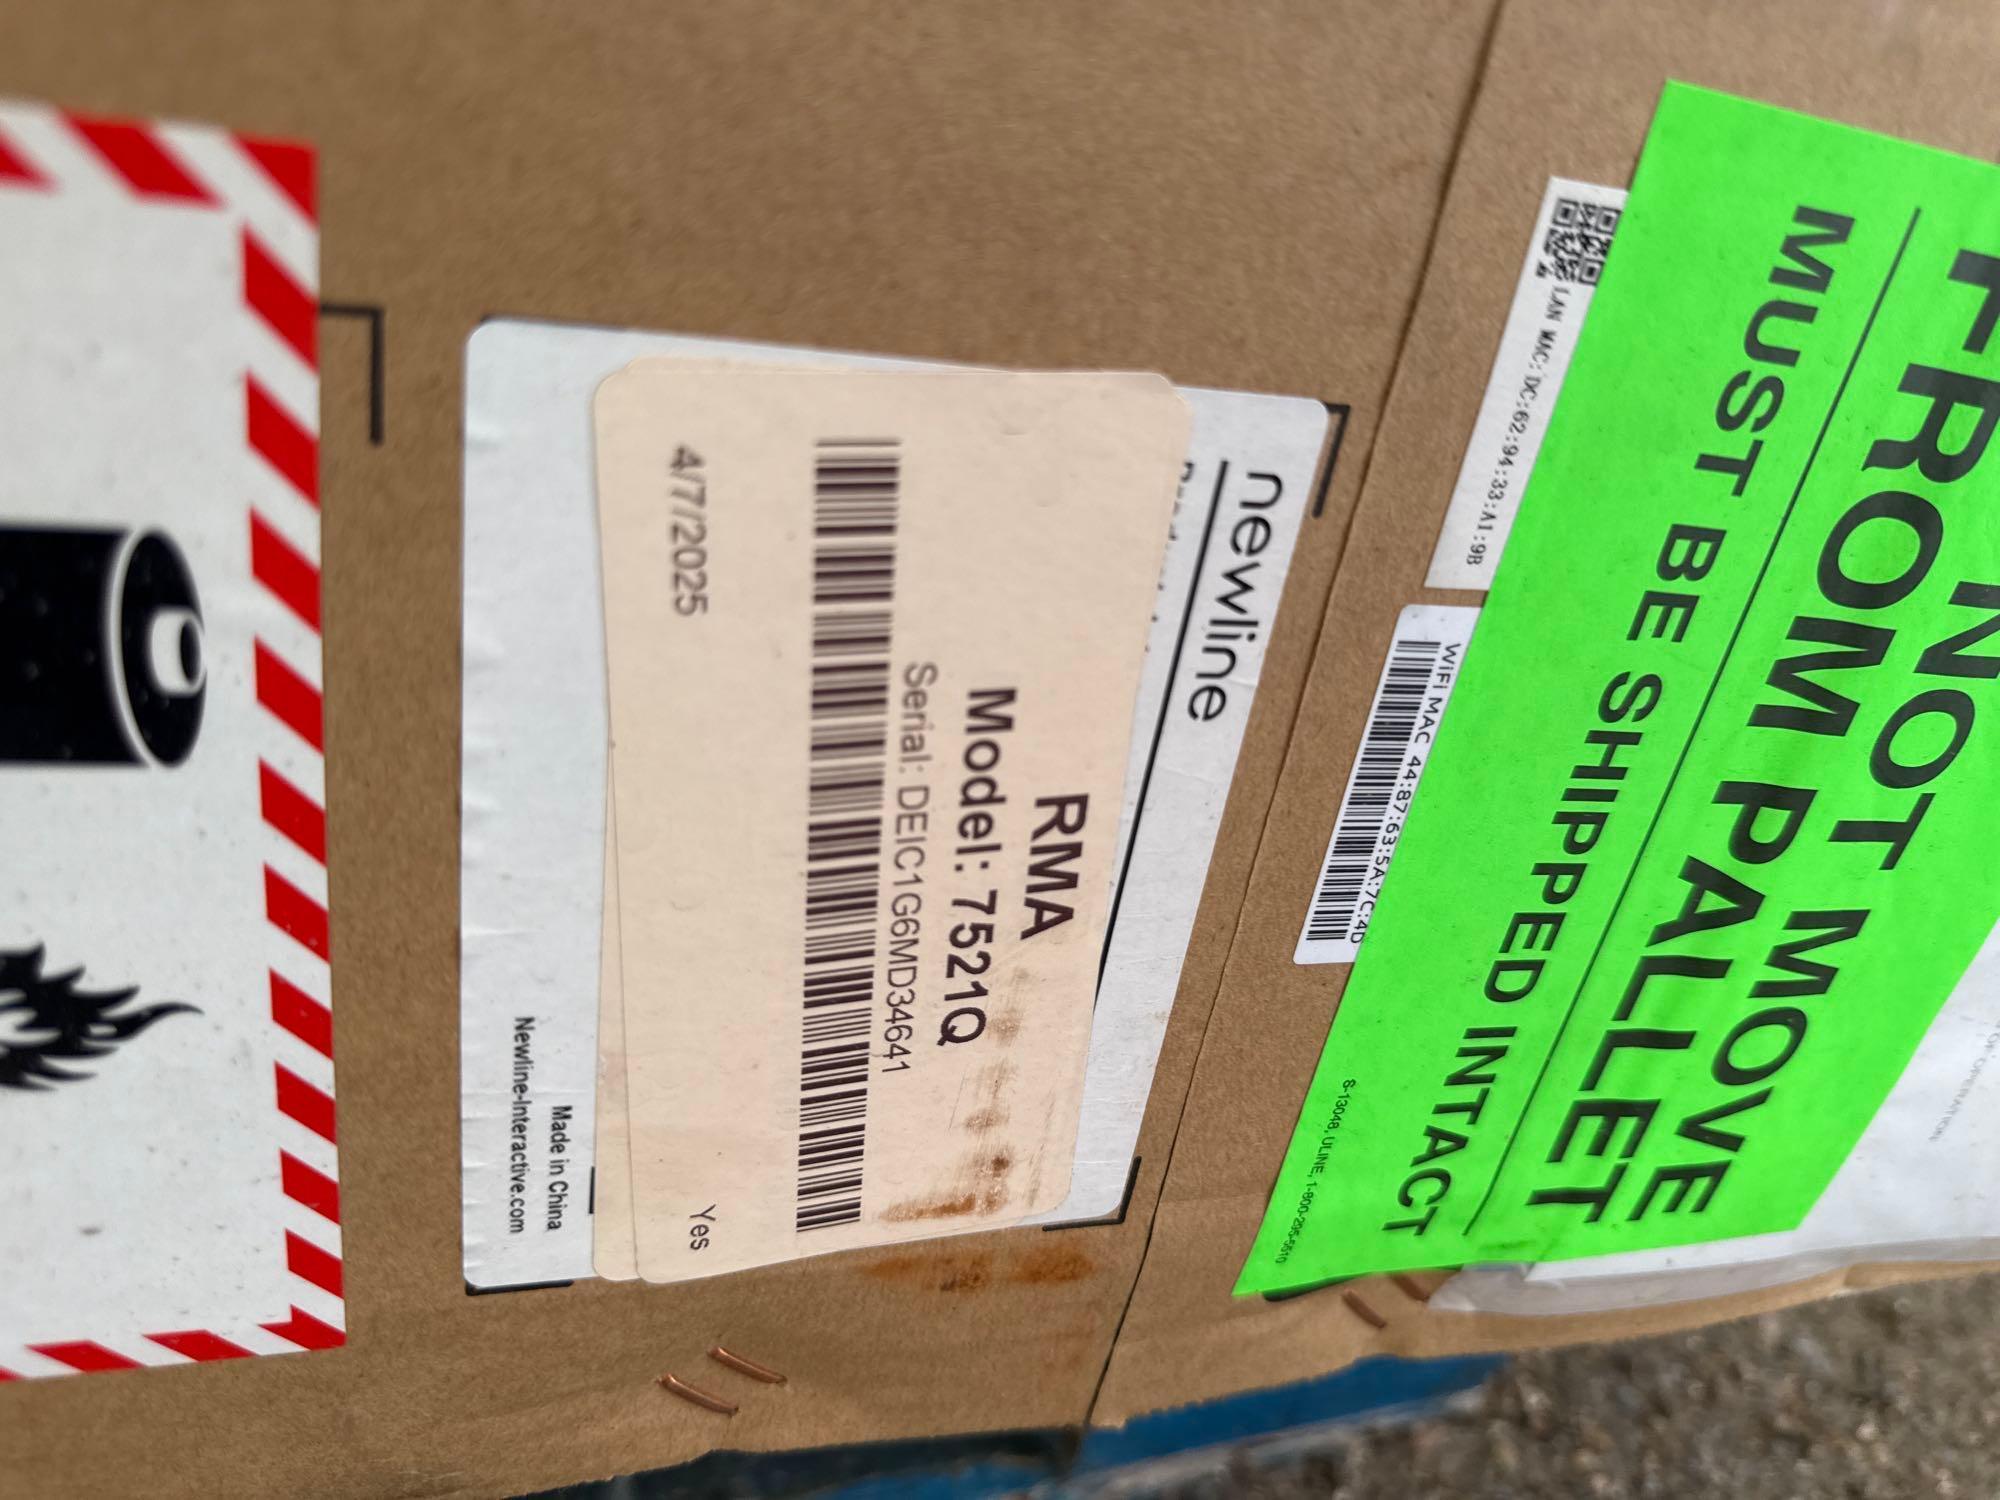 newline
RMA
Model: 7521Q
Serial: DEIC1G6MD34641
4/7/2025
Yes
Made in China
Newline-Interactive.com
LAN MAC: DC:62:94:33:A1:9B
WiFi MAC 44:87:63:5A:7C:4D
NOT MOVE
FROM PALLET
MUST BE SHIPPED INTACT
S-13048, ULINE, 1-800-295-5510
OF OPERATION